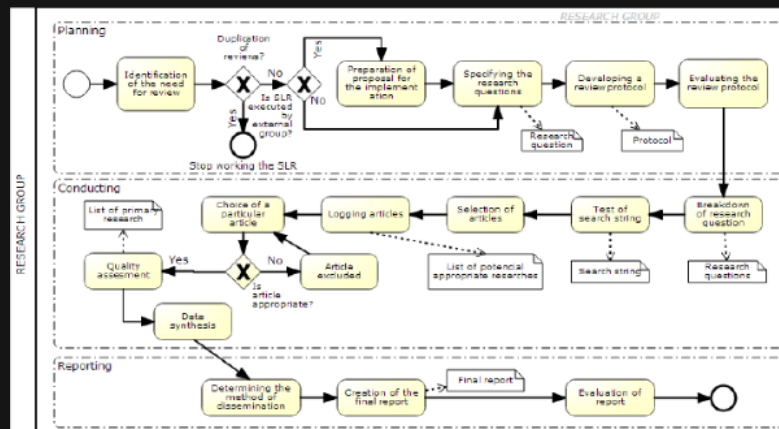 RESEARCH GROUP
RESEARCH GROUP
Planning
Duplication
of
reviews?
Yes
No
Yes
Is SLR
executed
by
external
group?
No
Stop working the SLR
Identification
of the need
for review
Preparation of
proposal for
the implement
ation
Specifying the
research
questions
Developing a
review protocol
Evaluating the
review protocol
Research
question
Protocol
Conducting
List of primary
research
Choice of a
particular
article
Logging articles
Selection of
articles
Test of
search string
Breakdown
of research
question
Quality
assesment
Yes
No
Is
article
appropriate?
Article
excluded
List of potencial
appropriate reserches
Search string
Research
questions
Data
synthesis
Reporting
Determining the
method of
dissemination
Creation of the
final report
Final report
Evaluation of
report